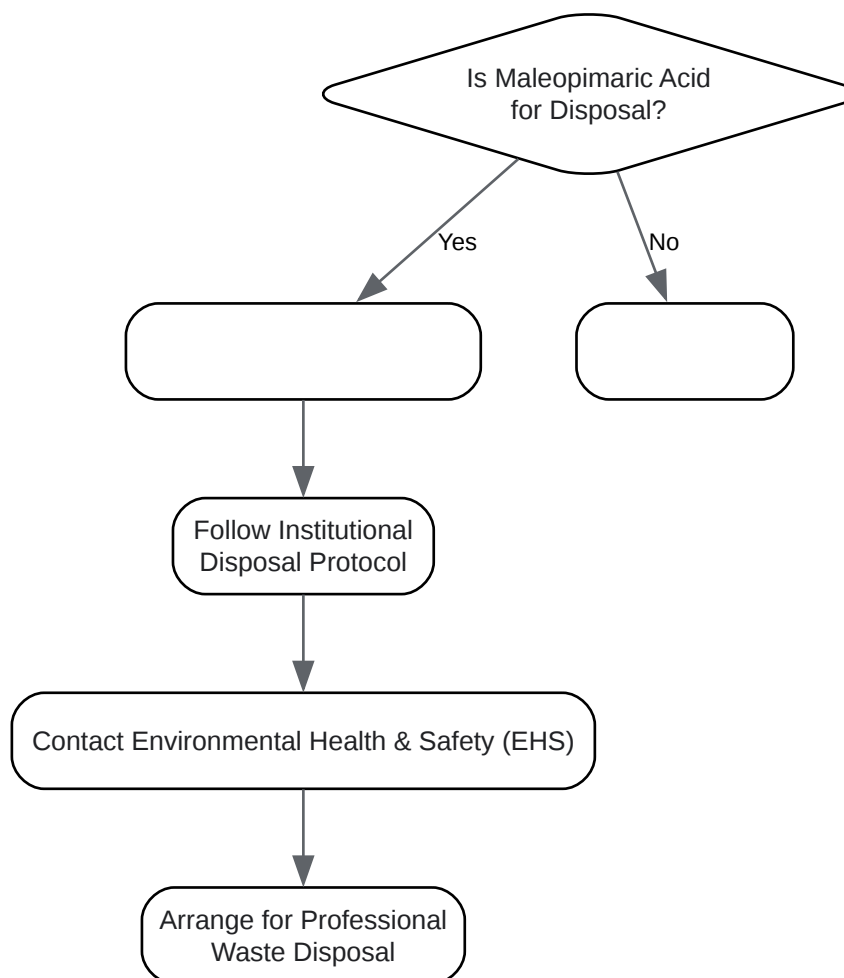 Is Maleopimaric Acid
for Disposal?
Yes
No
Follow Institutional
Disposal Protocol
Contact Environmental Health & Safety (EHS)
Arrange for Professional
Waste Disposal